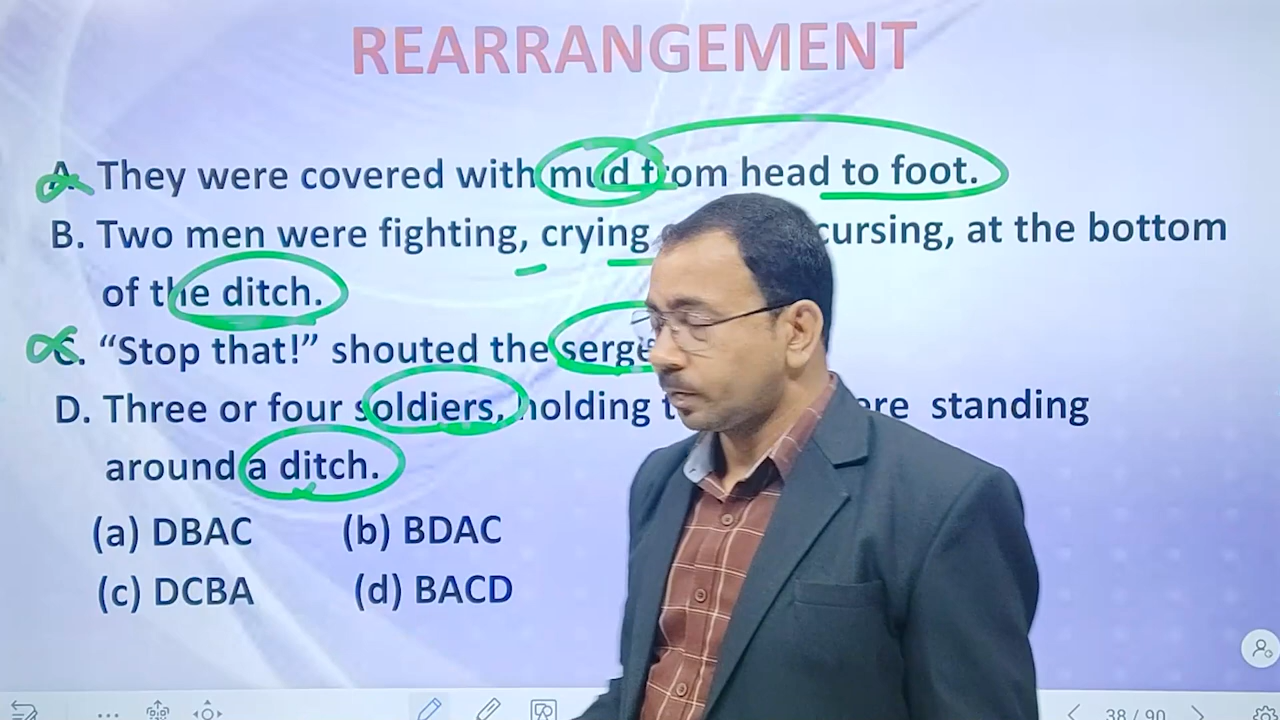 REARRANGEMENT
A. They were covered with mud from head to foot.
B. Two men were fighting, crying cursing, at the bottom
of the ditch.
C. “Stop that!” shouted the
D. Three or four soldiers, holding standing
around a ditch.
(a) DBAC (b) BDAC
(c) DCBA (d) BACD
38 / 90